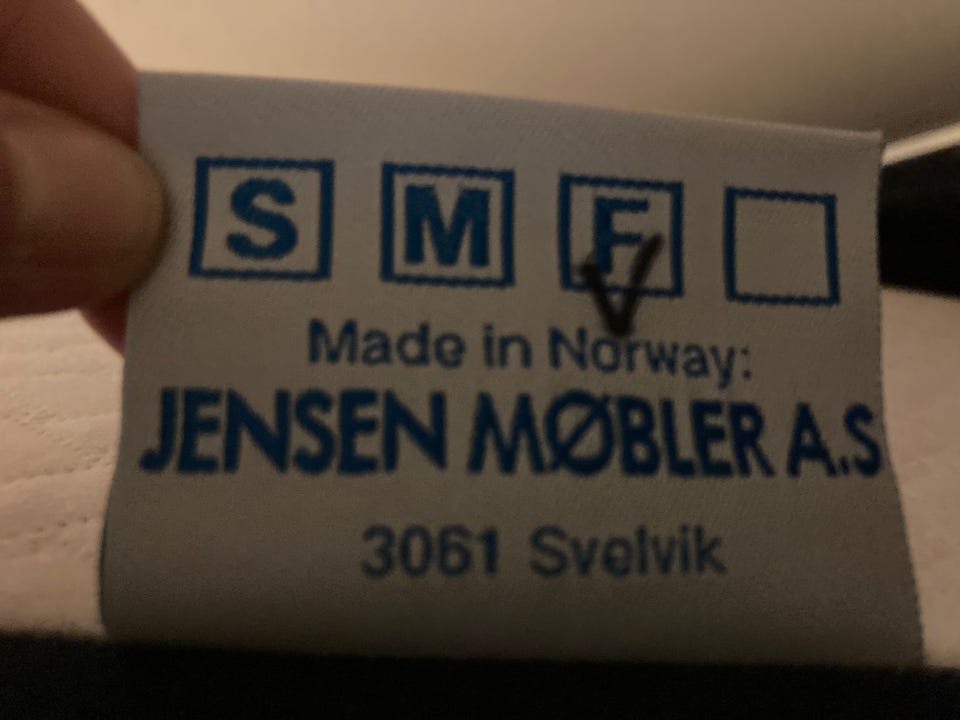 S M F
Made in Norway:
JENSEN MØBLER A.S
3061 Svelvik